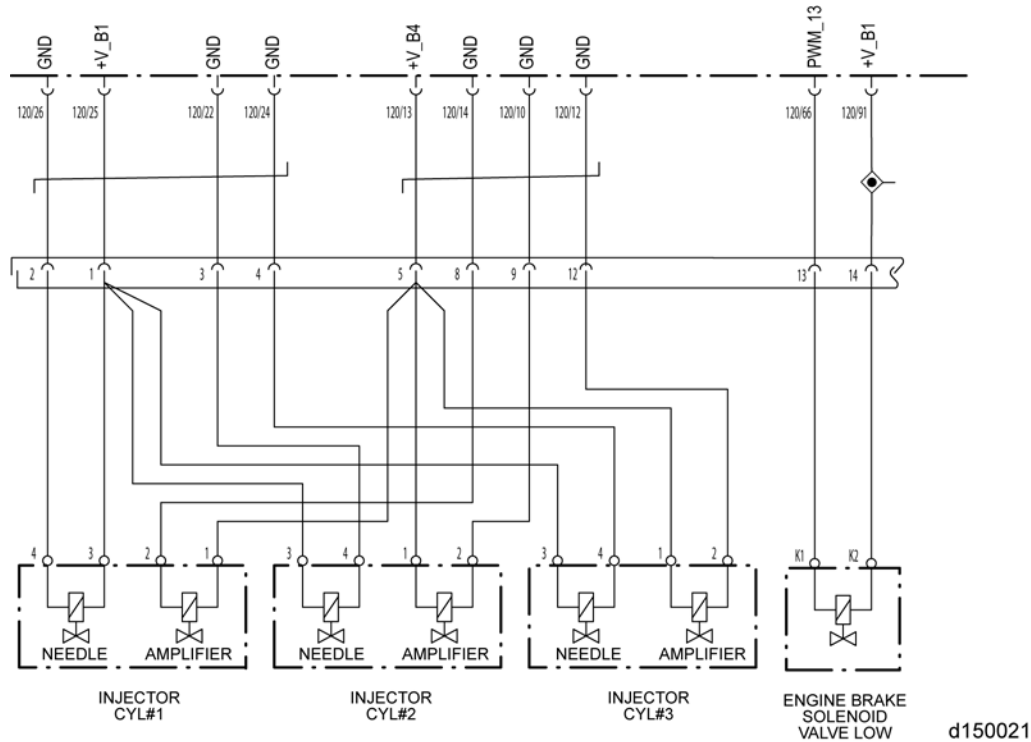 GND +V_B1 GND GND +V_B4 GND GND GND PWM_13 +V_B1
120/26 120/25 120/22 120/24 120/13 120/14 120/10 120/12 120/66 120/91
2 1 3 4 5 8 9 12 13 14
4 3 2 1 3 4 1 2 3 4 1 2 K1 K2
NEEDLE AMPLIFIER NEEDLE AMPLIFIER NEEDLE AMPLIFIER
INJECTOR
CYL#1
INJECTOR
CYL#2
INJECTOR
CYL#3
ENGINE BRAKE
SOLENOID
VALVE LOW
d150021